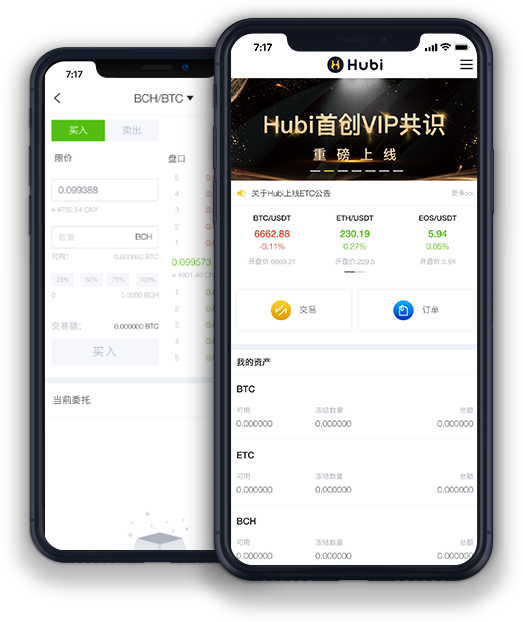 7:17
BCH/BTC
买入
卖出
限价
盘口
0.099388
≈ 4792.54 CNY
数量
BCH
可用:
0.000000 BTC
25%
50%
75%
100%
0
0.0000 BCH
交易额:
0.000000 BTC
买入
5
4
3
2
1
0.099573
≈ 4801.46 CN
1
2
3
4
5
当前委托
7:17
Hubi
Hubi首创VIP共识
重磅上线
关于Hubi上线ETC公告
更多>>
BTC/USDT
ETH/USDT
EOS/USDT
6662.88
230.19
5.94
-0.11%
0.27%
0.05%
开盘价:6669.21
开盘价:229.5
开盘价:5.94
交易
订单
我的资产
BTC
可用
冻结数量
总额
0.000000
0.000000
0.000000
ETC
可用
冻结数量
总额
0.000000
0.000000
0.000000
BCH
可用
冻结数量
总额
0.000000
0.000000
0.000000